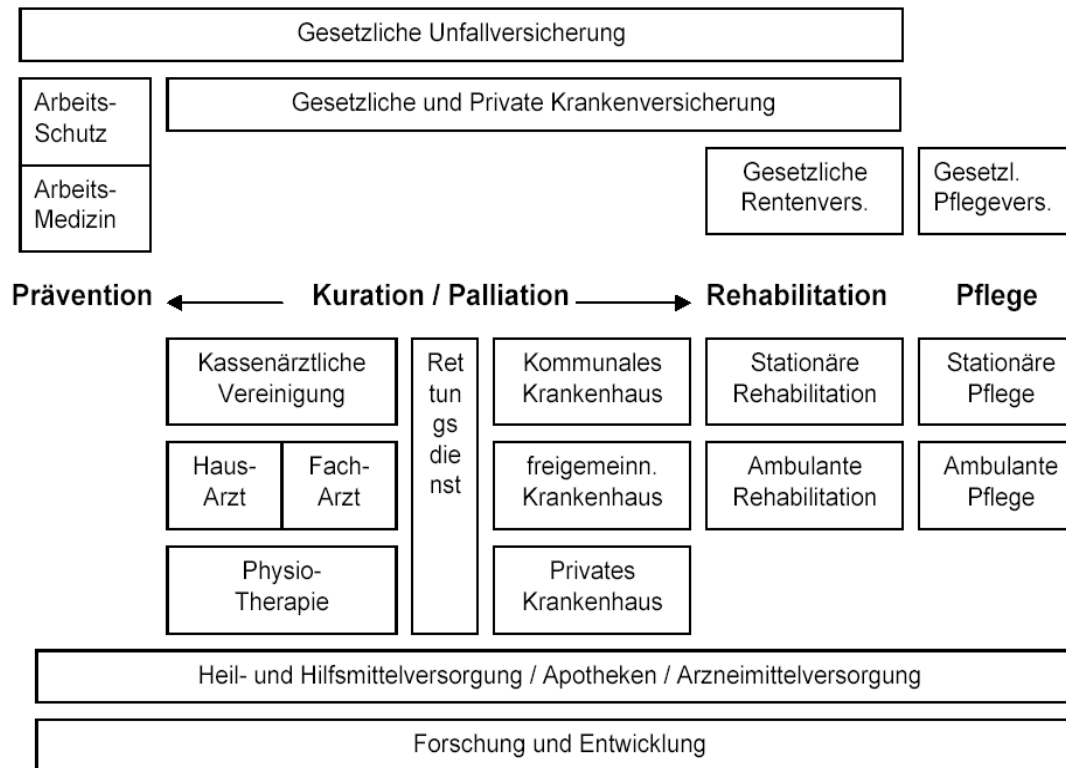 Gesetzliche Unfallversicherung
Arbeits-
Schutz
Gesetzliche und Private Krankenversicherung
Arbeits-
Medizin
Gesetzliche
Rentenvers.
Gesetzl.
Pflegevers.
Prävention
Kuration / Palliation
Rehabilitation
Pflege
Kassenärztliche
Vereinigung
Ret
tun
gs
die
nst
Kommunales
Krankenhaus
Stationäre
Rehabilitation
Stationäre
Pflege
Haus-
Arzt
Fach-
Arzt
freigemeinn.
Krankenhaus
Ambulante
Rehabilitation
Ambulante
Pflege
Physio-
Therapie
Privates
Krankenhaus
Heil- und Hilfsmittelversorgung / Apotheken / Arzneimittelversorgung
Forschung und Entwicklung